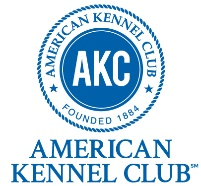 AMERICAN KENNEL CLUB
AKC
FOUNDED 1884
AMERICAN
KENNEL CLUB℠